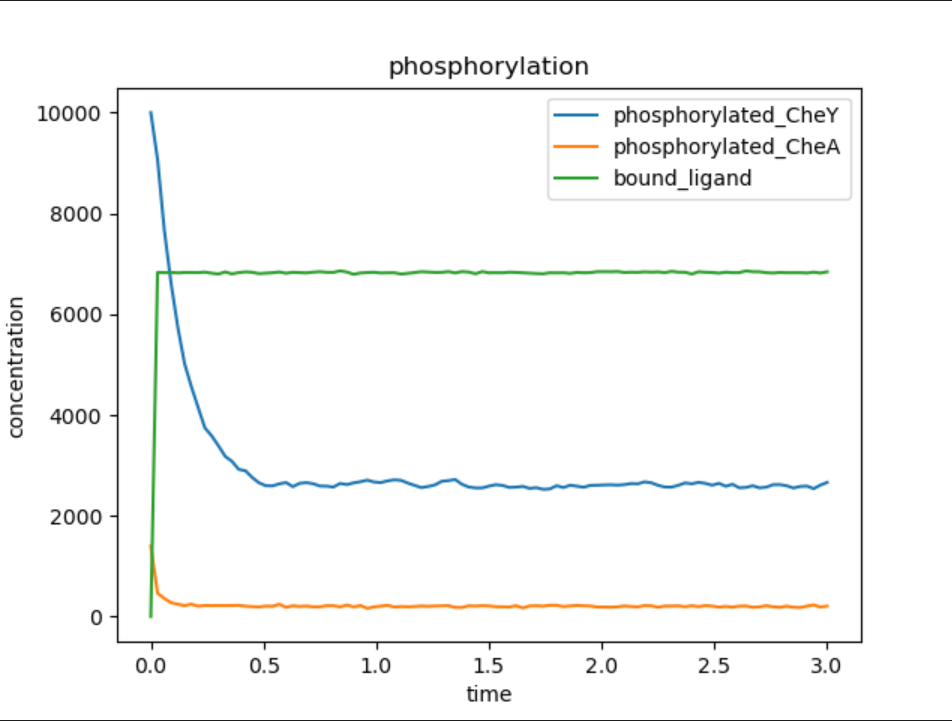 phosphorylation
phosphorylated_CheY
phosphorylated_CheA
bound_ligand
concentration
10000
8000
6000
4000
2000
0
0.0 0.5 1.0 1.5 2.0 2.5 3.0
time